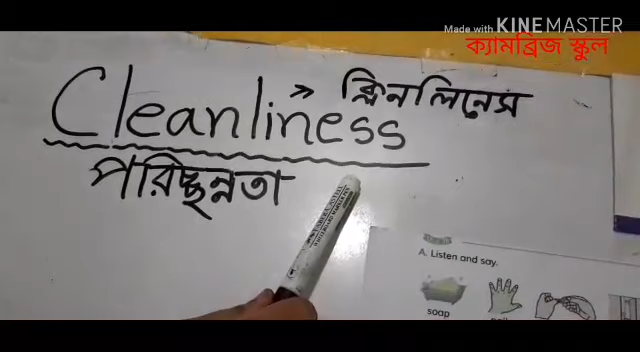 Made with KINEMASTER
ক্যামব্রিজ স্কুল
Cleanliness → ক্লিনলিনেস
পরিচ্ছন্নতা
A. Listen and say.
soap